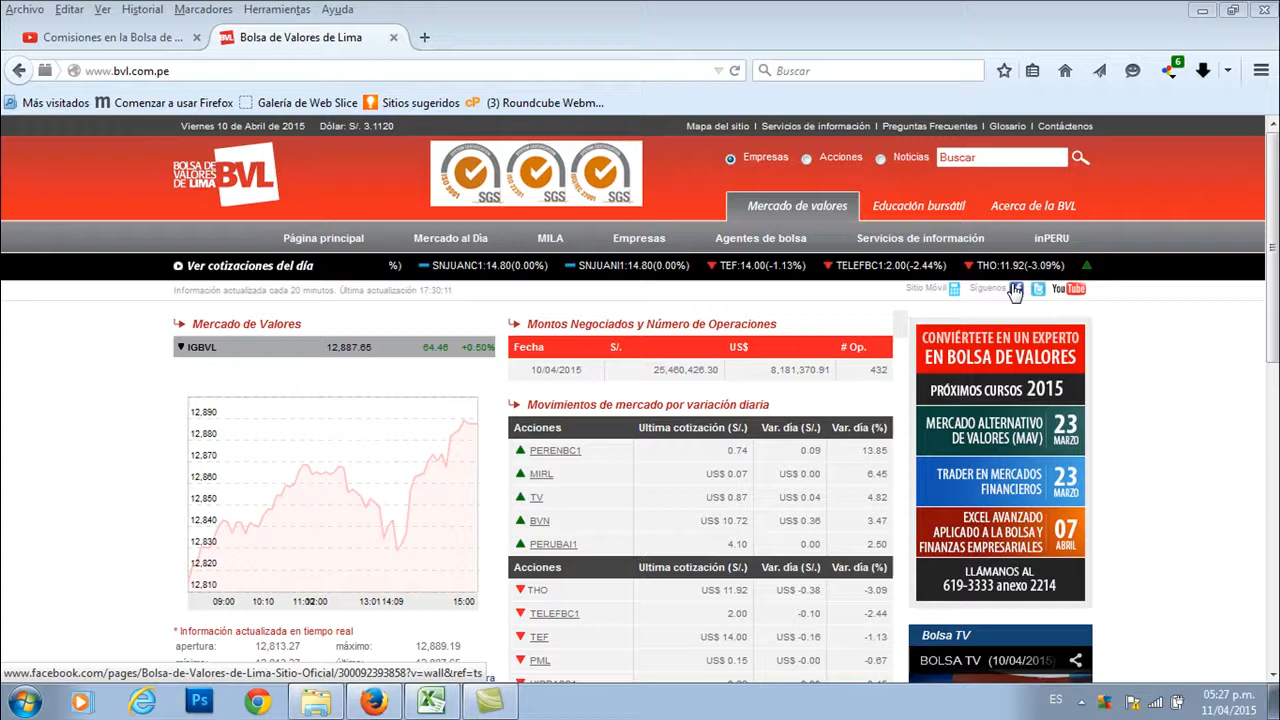 Archivo Editar Ver Historial Marcadores Herramientas Ayuda
Comisiones en la Bolsa de ... Bolsa de Valores de Lima
www.bvl.com.pe Buscar 6
Más visitados Comenzar a usar Firefox Galería de Web Slice Sitios sugeridos (3) Roundcube Webm...
Viernes 10 de Abril de 2015 Dólar: S/. 3.1120 Mapa del sitio | Servicios de información | Preguntas Frecuentes | Glosario | Contáctenos
BOLSA DE VALORES DE LIMA BVL
ISO 9001 SGS ISO 22301 SGS ISO 27001 SGS
Empresas Acciones Noticias Buscar
Mercado de valores Educación bursátil Acerca de la BVL
Página principal Mercado al Día MILA Empresas Agentes de bolsa Servicios de información inPERU
Ver cotizaciones del día %) SNJUANC1:14.80(0.00%) SNJUANI1:14.80(0.00%) TEF:14.00(-1.13%) TELEFBC1:2.00(-2.44%) THO:11.92(-3.09%)
Información actualizada cada 20 minutos. Última actualización 17:30:11 Sitio Móvil Síguenos You Tube
Mercado de Valores
IGBVL 12,887.65 64.46 +0.50%
12,890
12,880
12,870
12,860
12,850
12,840
12,830
12,820
12,810
09:00 10:10 13:01 14:09 15:00
* Información actualizada en tiempo real
apertura: 12,813.27 máximo: 12,889.19
Montos Negociados y Número de Operaciones
Fecha S/. US$ # Op.
10/04/2015 25,460,426.30 8,181,370.91 432
Movimientos de mercado por variación diaria
Acciones Ultima cotización (S/.) Var. dia (S/.) Var. día (%)
PERENBC1 0.74 0.09 13.85
MIRL US$ 0.07 US$ 0.00 6.45
TV US$ 0.87 US$ 0.04 4.82
BVN US$ 10.72 US$ 0.36 3.47
PERUBAI1 4.10 0.00 2.50
Acciones Ultima cotización (S/.) Var. día (S/.) Var. día (%)
THO US$ 11.92 US$ -0.38 -3.09
TELEFBC1 2.00 -0.10 -2.44
TEF US$ 14.00 US$ -0.16 -1.13
PML US$ 0.15 US$ 0.00 -0.67
CONVIÉRTETE EN UN EXPERTO
EN BOLSA DE VALORES
PRÓXIMOS CURSOS 2015
MERCADO ALTERNATIVO DE VALORES (MAV) 23 MARZO
TRADER EN MERCADOS FINANCIEROS 23 MARZO
EXCEL AVANZADO APLICADO A LA BOLSA Y FINANZAS EMPRESARIALES 07 ABRIL
LLÁMANOS AL
619-3333 anexo 2214
Bolsa TV
BOLSA TV (10/04/2015)
www.facebook.com/pages/Bolsa-de-Valores-de-Lima-Sitio-Oficial/300092393858?v=wall&ref=ts
ES 05:27 p.m.
11/04/2015